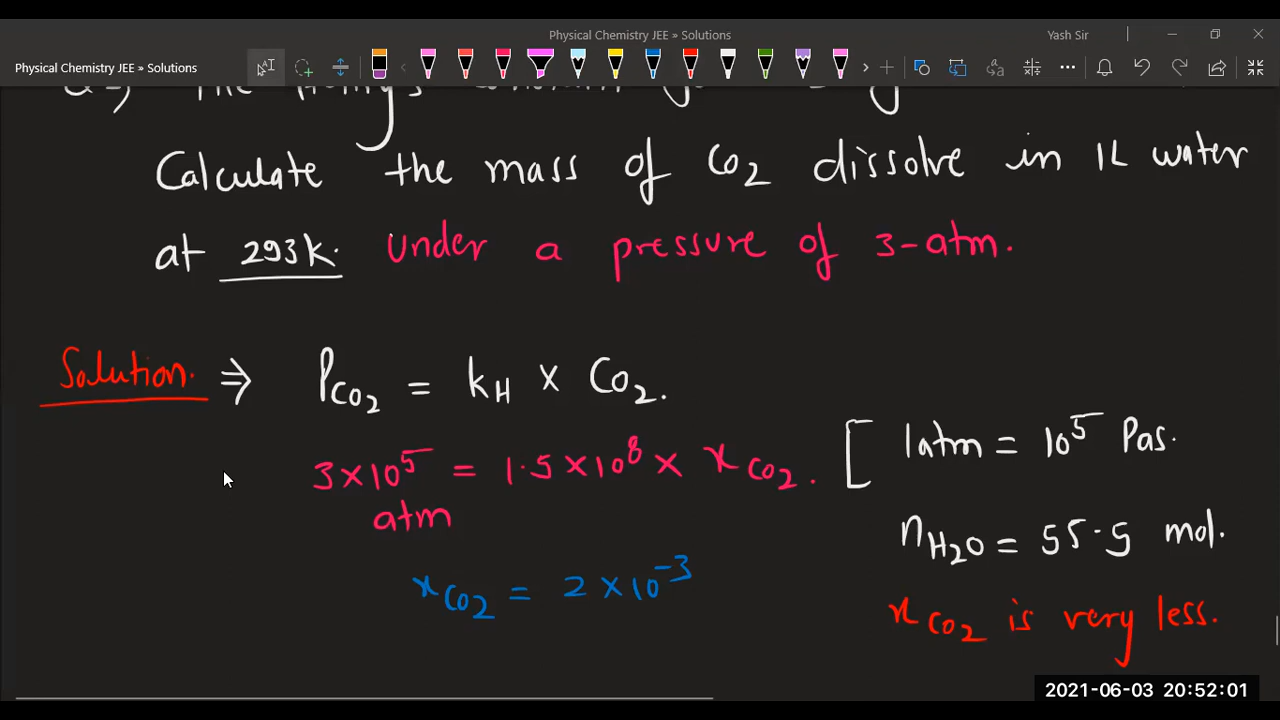 Physical Chemistry JEE » Solutions
Yash Sir
Physical Chemistry JEE » Solutions
Calculate the mass of CO2 dissolve in 1L water
at 293K. Under a pressure of 3-atm.
Solution. ⇒ PCO2 = KH × CO2.
3×10^5 = 1.5×10^8 × xCO2.
atm
[ 1atm = 10^5 Pas.
nH2O = 55.5 mol.
xCO2 = 2×10^-3
xCO2 is very less.
2021-06-03 20:52:01